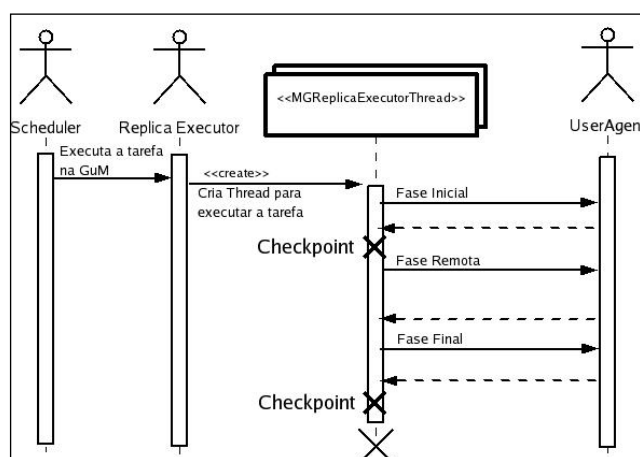 <<MGReplicaExecutorThread>>
Scheduler
Replica Executor
UserAgen
Executa a tarefa
na GuM
<<create>>
Cria Thread para
executar a tarefa
Fase Inicial
Checkpoint
Fase Remota
Fase Final
Checkpoint